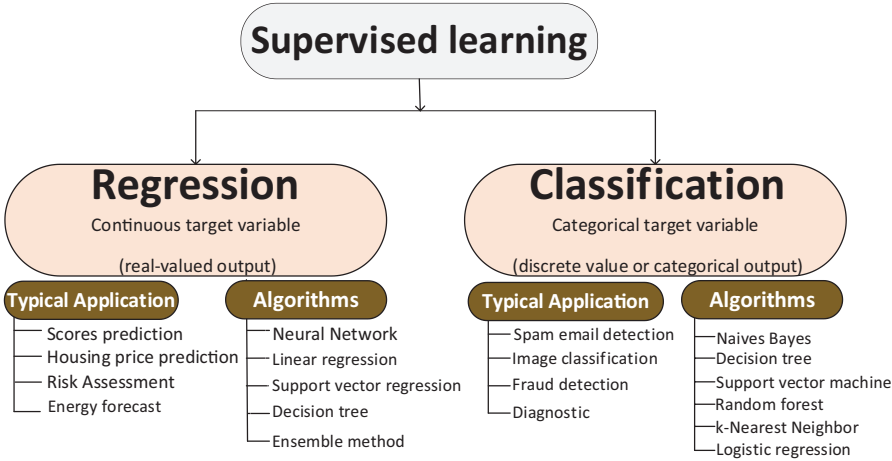 Supervised learning
Regression
Continuous target variable
(real-valued output)
Typical Application
Scores prediction
Housing price prediction
Risk Assessment
Energy forecast
Algorithms
Neural Network
Linear regression
Support vector regression
Decision tree
Ensemble method
Classification
Categorical target variable
(discrete value or categorical output)
Typical Application
Spam email detection
Image classification
Fraud detection
Diagnostic
Algorithms
Naives Bayes
Decision tree
Support vector machine
Random forest
k-Nearest Neighbor
Logistic regression